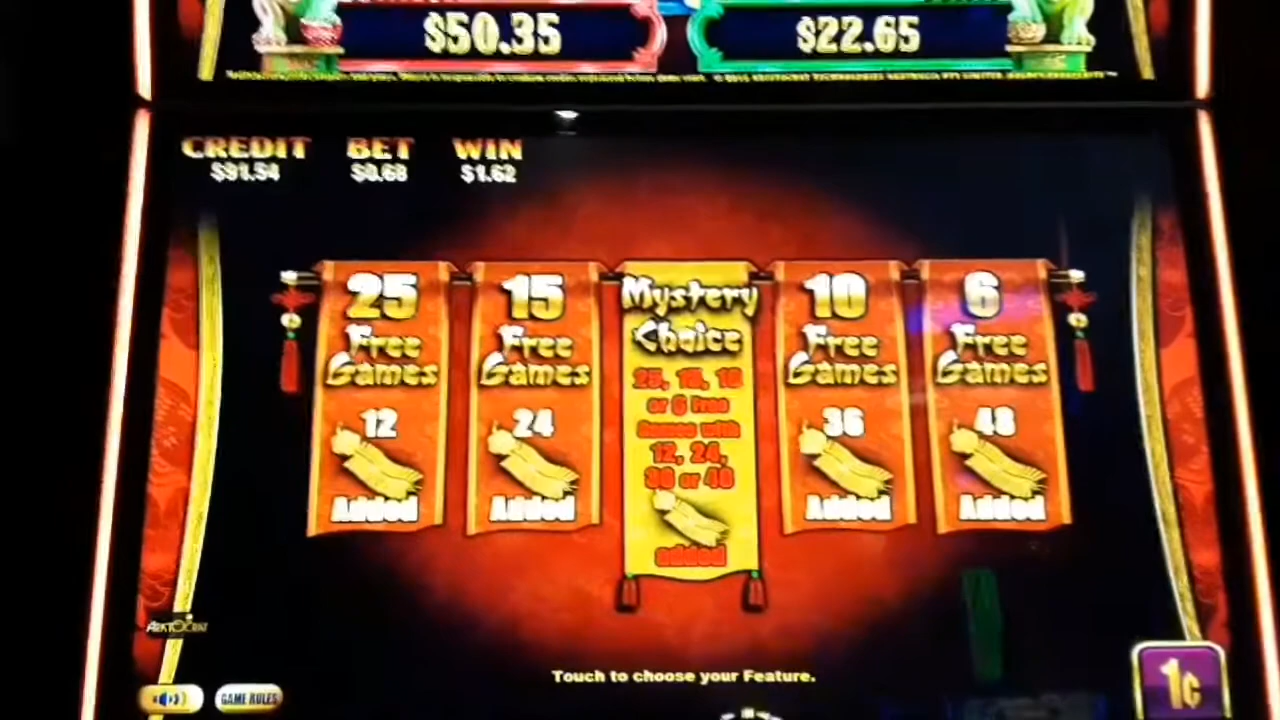 $50.35
$22.65
CREDIT BET WIN
$91.54 $0.68 $1.62
25
Free
Games
12
Added
15
Free
Games
24
Added
Mystery
Choice
25, 15, 10
or 6 Free
Games with
12, 24,
36 or 48
added
10
Free
Games
36
Added
6
Free
Games
48
Added
ARISTOCRAT
Touch to choose your Feature.
GAME RULES
1¢